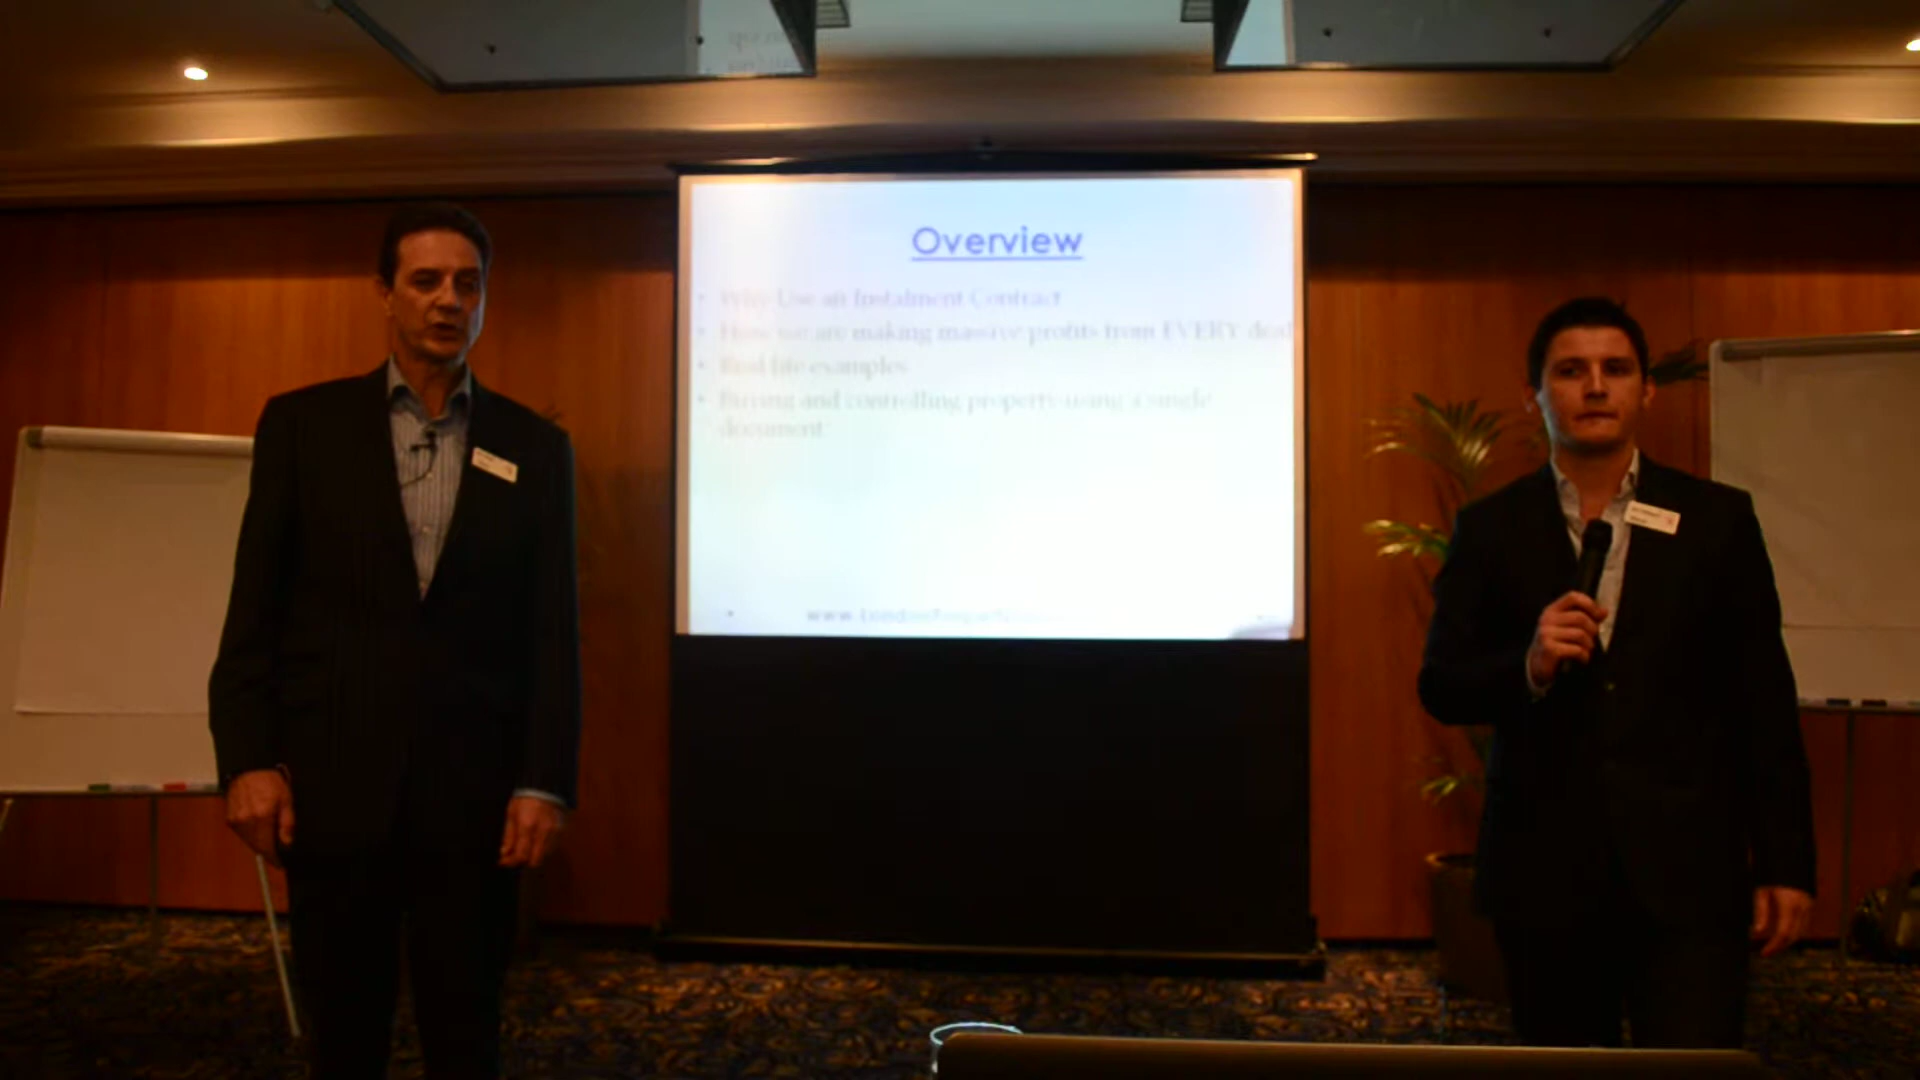 Overview
• Why Use an Instalment Contract
• How we are making massive profits from EVERY deal
• Real life examples
• Buying and controlling property using a single
document
www.